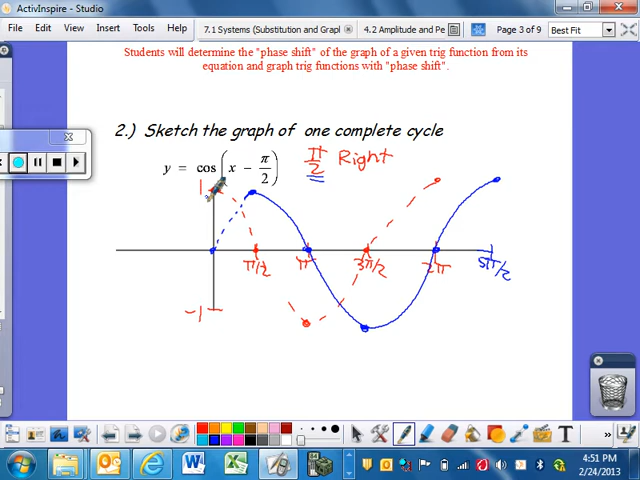 ActivInspire - Studio
File Edit View Insert Tools Help 7.1 Systems (Substitution and Graph 4.2 Amplitude and Pe Page 3 of 9 Best Fit
Students will determine the "phase shift" of the graph of a given trig function from its
equation and graph trig functions with "phase shift".
2.) Sketch the graph of one complete cycle
y = cos(x − π/2) π/2 Right
1
π/2 π 3π/2 2π 5π/2
-1
4:51 PM
2/24/2013